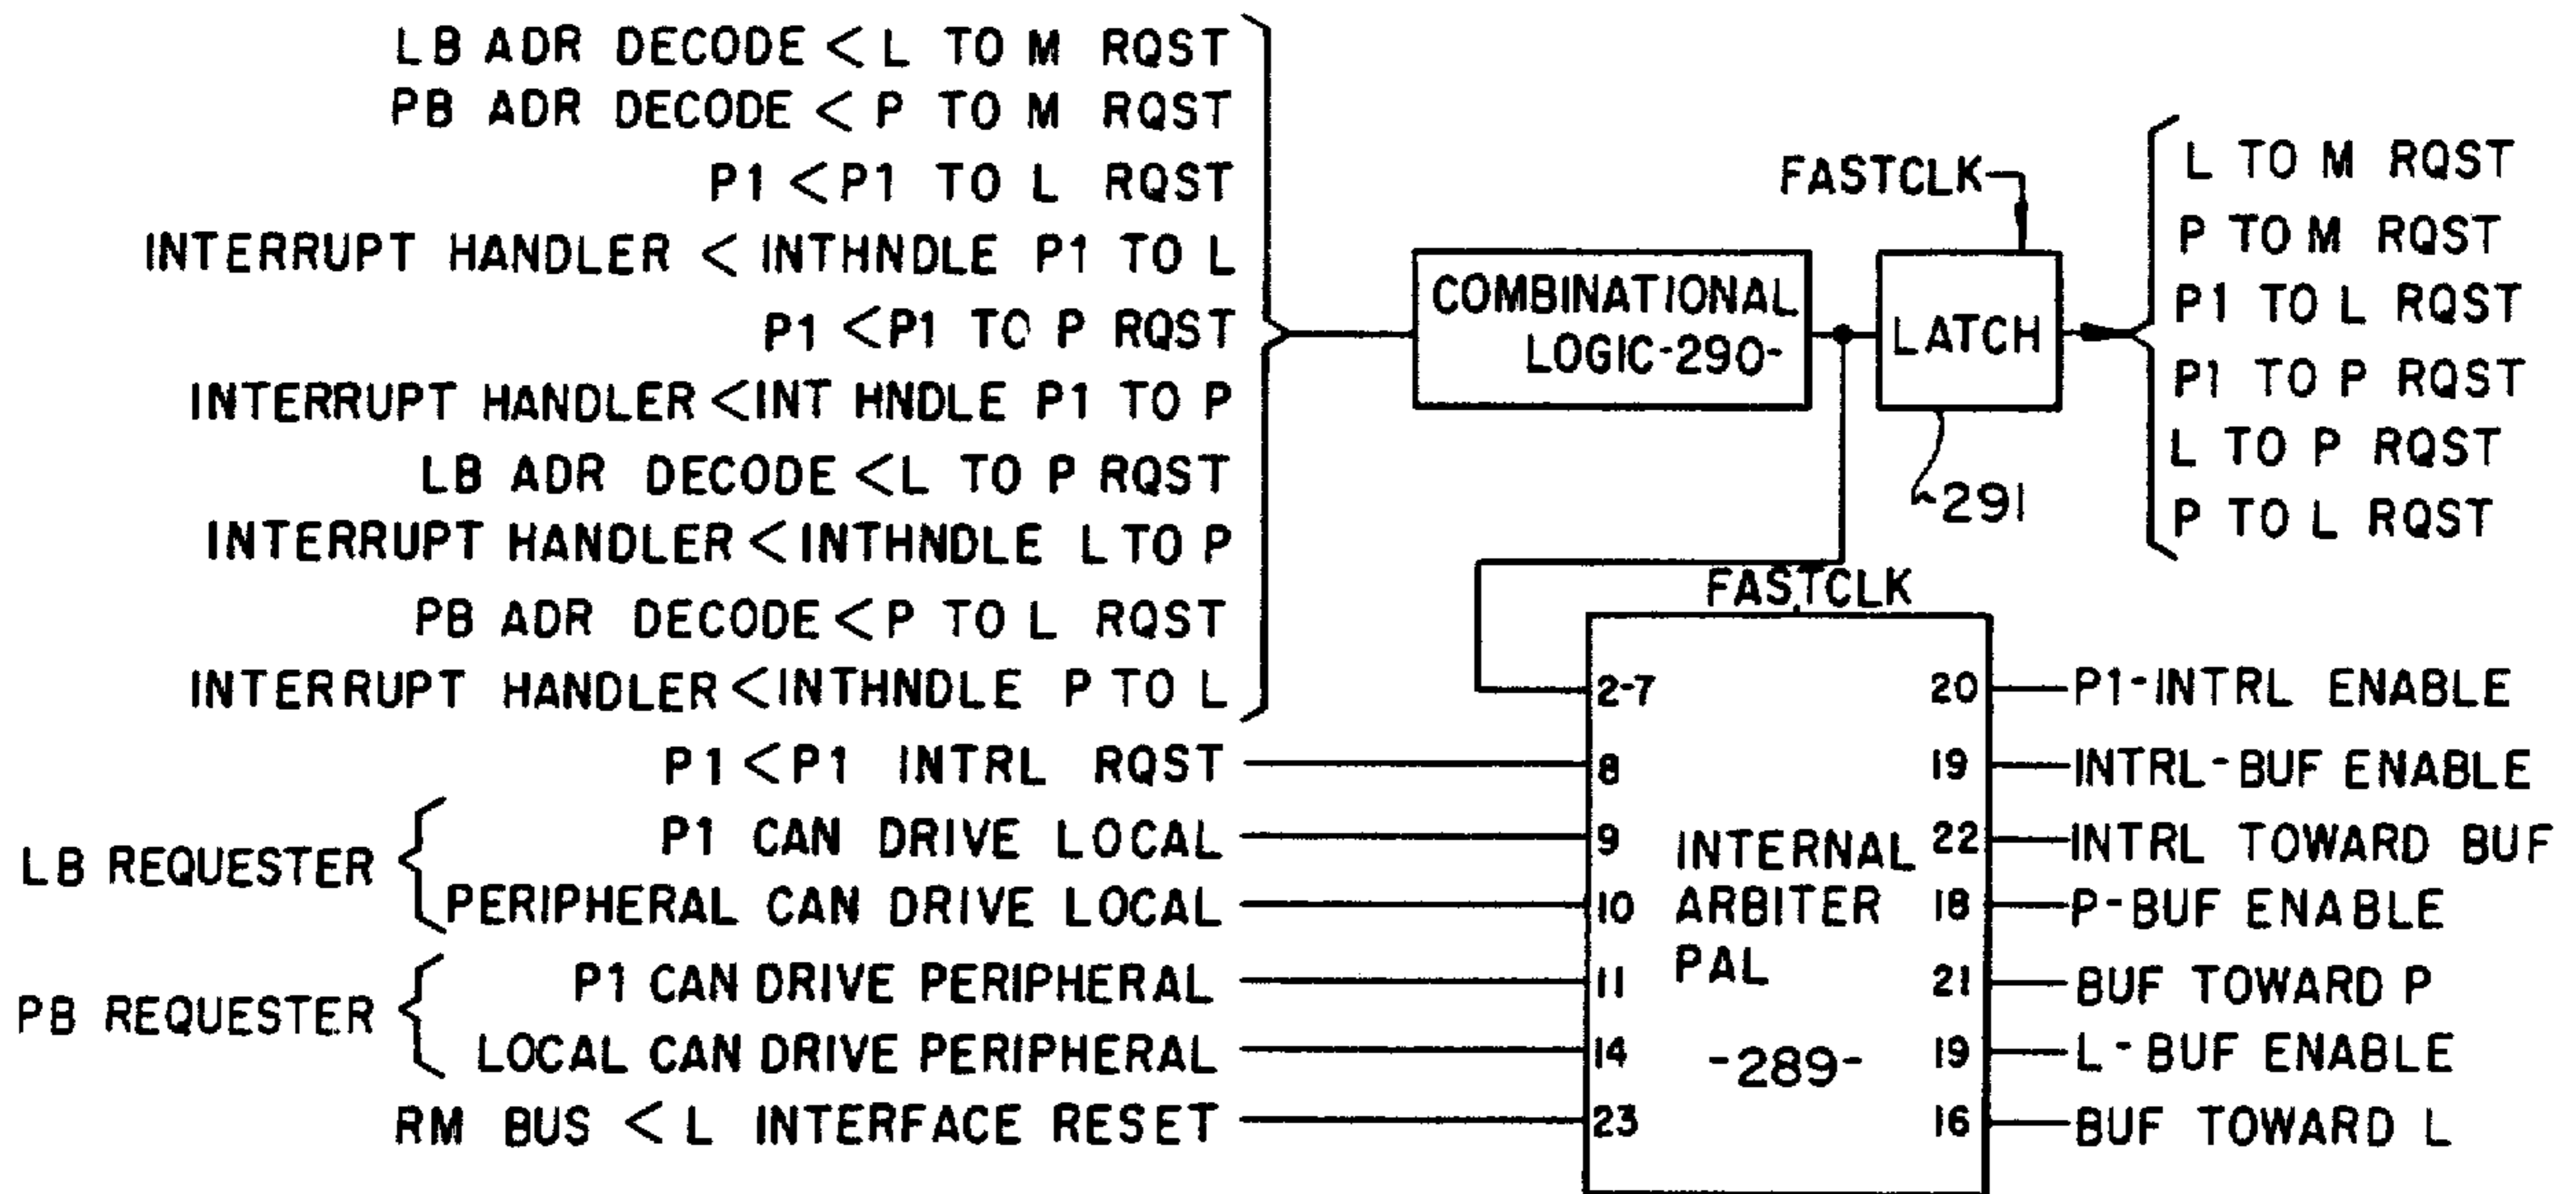 LB ADR DECODE < L TO M RQST
PB ADR DECODE < P TO M RQST
P1 < P1 TO L RQST
INTERRUPT HANDLER < INTHNDLE P1 TO L
P1 < P1 TO P RQST
INTERRUPT HANDLER < INT HNDLE P1 TO P
LB ADR DECODE < L TO P RQST
INTERRUPT HANDLER < INTHNDLE L TO P
PB ADR DECODE < P TO L RQST
INTERRUPT HANDLER < INTHNDLE P TO L
COMBINATIONAL
LOGIC -290-
FASTCLK
LATCH
291
L TO M RQST
P TO M RQST
P1 TO L RQST
P1 TO P RQST
L TO P RQST
P TO L RQST
P1 < P1 INTRL RQST
LB REQUESTER
P1 CAN DRIVE LOCAL
PERIPHERAL CAN DRIVE LOCAL
PB REQUESTER
P1 CAN DRIVE PERIPHERAL
LOCAL CAN DRIVE PERIPHERAL
RM BUS < L INTERFACE RESET
FASTCLK
2-7
8
9
10
11
14
23
INTERNAL
ARBITER
PAL
-289-
20 P1-INTRL ENABLE
19 INTRL-BUF ENABLE
22 INTRL TOWARD BUF
18 P-BUF ENABLE
21 BUF TOWARD P
19 L-BUF ENABLE
16 BUF TOWARD L